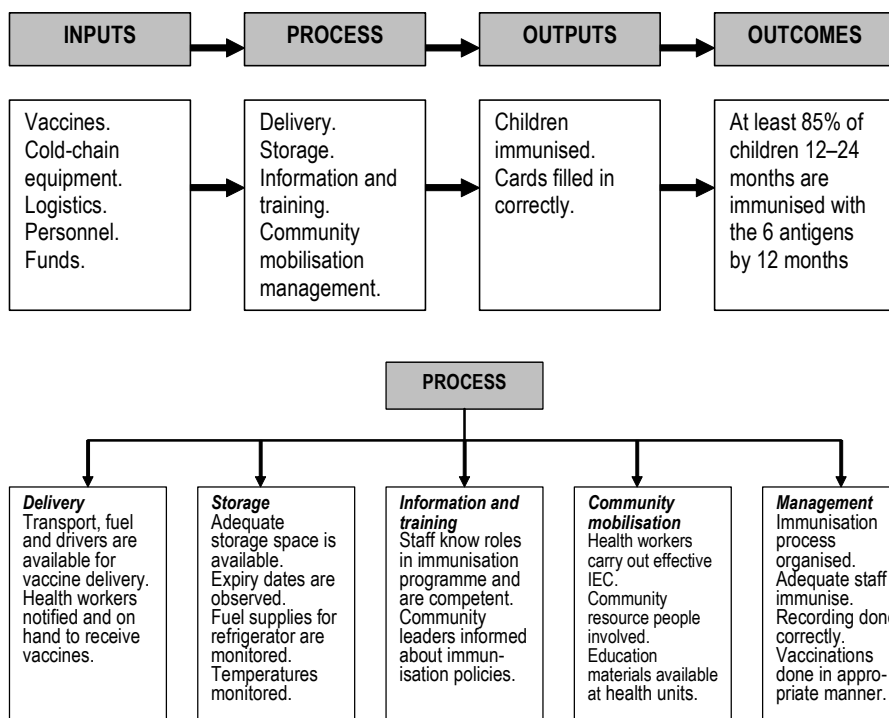 INPUTS
PROCESS
OUTPUTS
OUTCOMES
Vaccines.
Cold-chain
equipment.
Logistics.
Personnel.
Funds.
Delivery.
Storage.
Information and
training.
Community
mobilisation
management.
Children
immunised.
Cards filled in
correctly.
At least 85% of
children 12–24
months are
immunised with
the 6 antigens
by 12 months
PROCESS
Delivery
Transport, fuel
and drivers are
available for
vaccine delivery.
Health workers
notified and on
hand to receive
vaccines.
Storage
Adequate
storage space is
available.
Expiry dates are
observed.
Fuel supplies for
refrigerator are
monitored.
Temperatures
monitored.
Information and
training
Staff know roles
in immunisation
programme and
are competent.
Community
leaders informed
about immun-
isation policies.
Community
mobilisation
Health workers
carry out effective
IEC.
Community
resource people
involved.
Education
materials available
at health units.
Management
Immunisation
process
organised.
Adequate staff
immunise.
Recording done
correctly.
Vaccinations
done in appro-
priate manner.